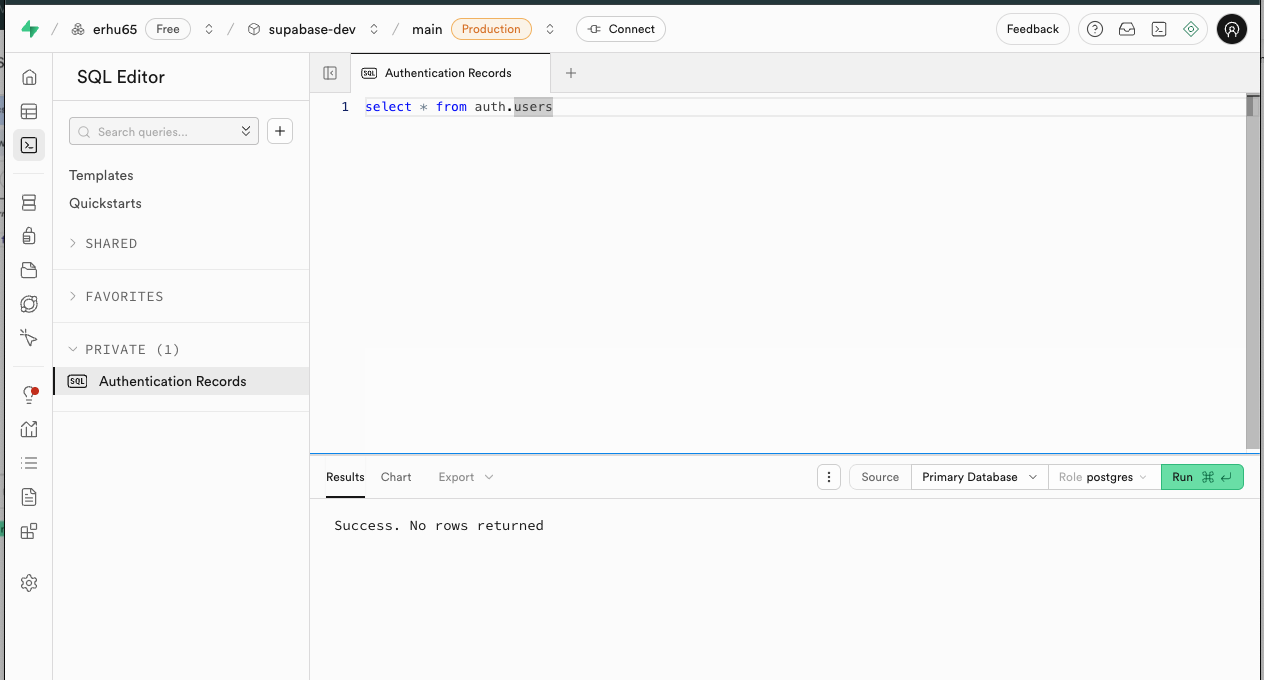 / erhu65 Free / supabase-dev / main Production Connect Feedback
SQL Editor
SQL Authentication Records
1 select * from auth.users
Search queries...
Templates
Quickstarts
SHARED
FAVORITES
PRIVATE (1)
SQL Authentication Records
Results Chart Export Source Primary Database Role postgres Run ⌘ ↵
Success. No rows returned